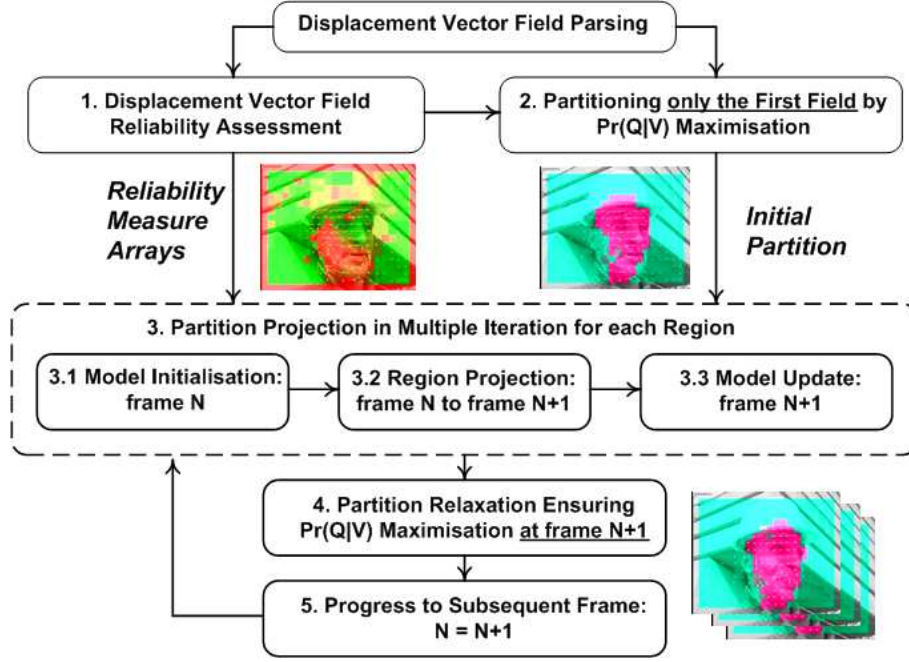 Displacement Vector Field Parsing
1. Displacement Vector Field
Reliability Assessment
2. Partitioning only the First Field by
Pr(Q|V) Maximisation
Reliability
Measure
Arrays
Initial
Partition
3. Partition Projection in Multiple Iteration for each Region
3.1 Model Initialisation:
frame N
3.2 Region Projection:
frame N to frame N+1
3.3 Model Update:
frame N+1
4. Partition Relaxation Ensuring
Pr(Q|V) Maximisation at frame N+1
5. Progress to Subsequent Frame:
N = N+1